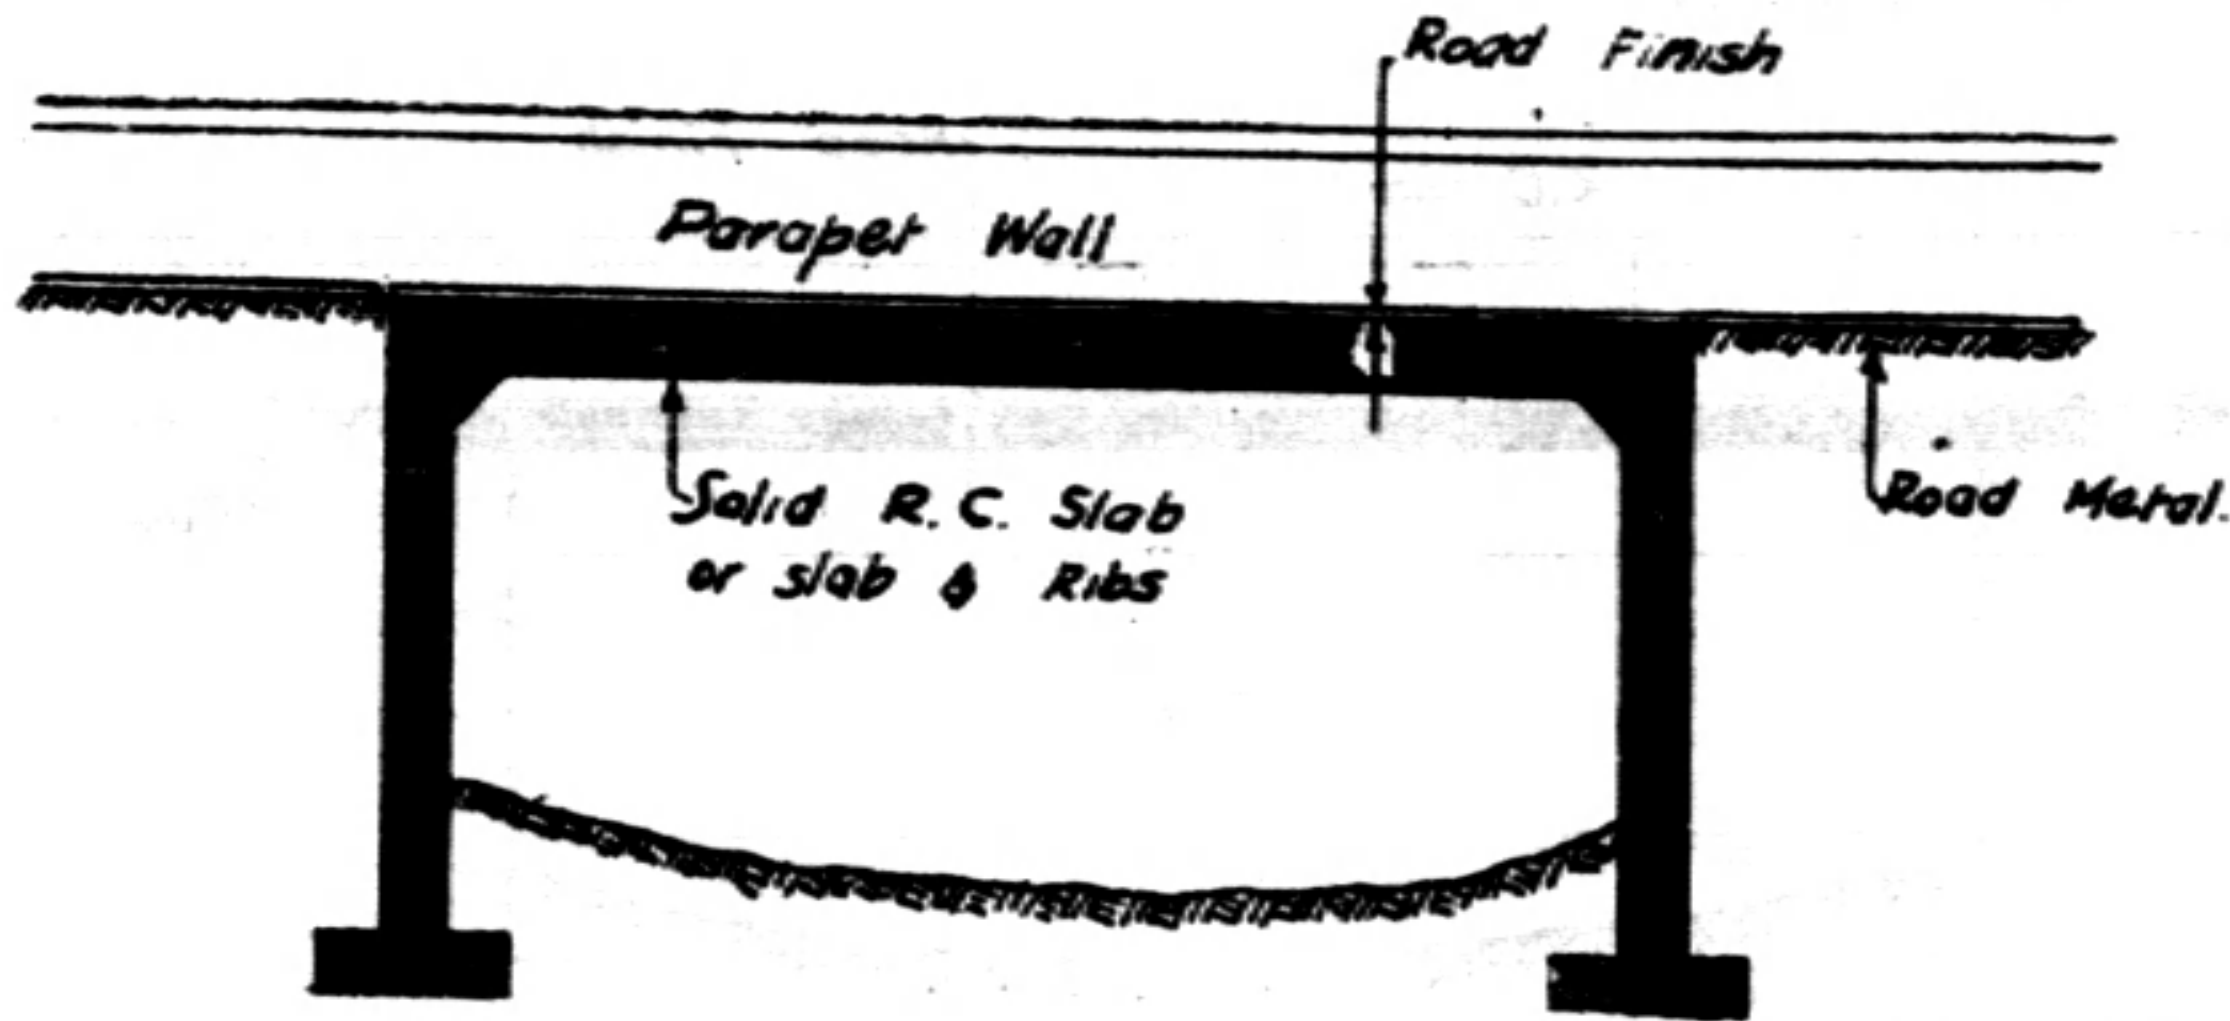 Road Finish
Parapet Wall
Solid R.C. Slab
or slab & Ribs
Road Metal.